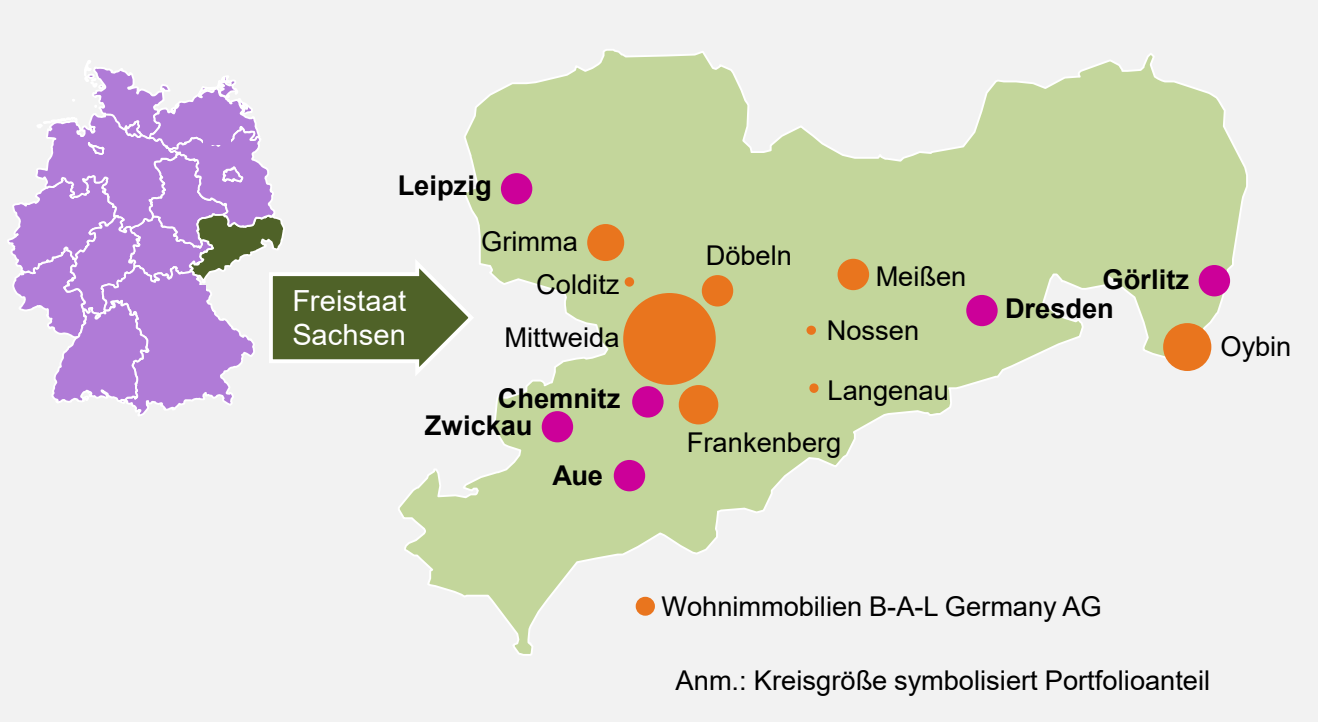 Leipzig
Grimma
Döbeln
Colditz
Meißen
Görlitz
Freistaat
Sachsen
Dresden
Mittweida
Nossen
Oybin
Langenau
Chemnitz
Zwickau
Frankenberg
Aue
Wohnimmobilien B-A-L Germany AG
Anm.: Kreisgröße symbolisiert Portfolioanteil